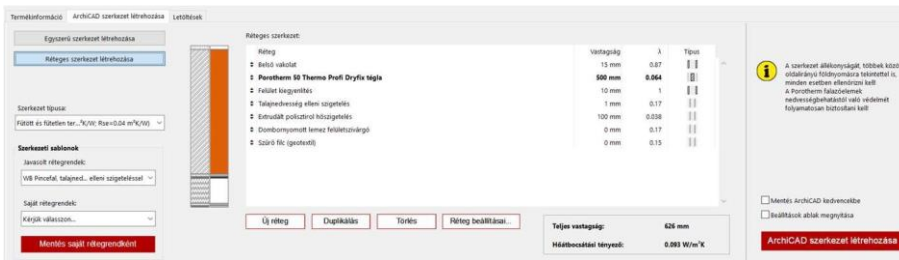 Termékinformáció ArchiCAD szerkezet létrehozása Letöltések
Egyszerű szerkezet létrehozása
Réteges szerkezet létrehozása
Szerkezet típusa:
Fűtött és fűtetlen ter...²K/W; Rse=0.04 m²K/W)
Szerkezeti sablonok
Javasolt rétegrendek:
WB Pincefal, talajned... elleni szigeteléssel
Saját rétegrendek:
Kérjük válasszon...
Mentés saját rétegrendként
Réteges szerkezet:
Réteg Vastagság λ Típus
Belső vakolat 15 mm 0.87
Porotherm 50 Thermo Profi Dryfix tégla 500 mm 0.064
Felület kiegyenlítés 10 mm 1
Talajnedvesség elleni szigetelés 1 mm 0.17
Extrudált polisztirol hőszigetelés 100 mm 0.038
Dombornyomott lemez felületszivárgó 0 mm 0.17
Szűrő filc (geotextil) 0 mm 0.15
Új réteg Duplikálás Törlés Réteg beállításai...
Teljes vastagság: 626 mm
Hőátbocsátási tényező: 0.093 W/m²K
A szerkezet állékonyságát, többek közö
oldalirányú földnyomásra tekintettel is,
minden esetben ellenőrizni kell!
A Porotherm falazóelemek
nedvességbehatástól való védelmét
folyamatosan biztosítani kell!
Mentés ArchiCAD kedvencekbe
Beállítások ablak megnyitása
ArchiCAD szerkezet létrehozása